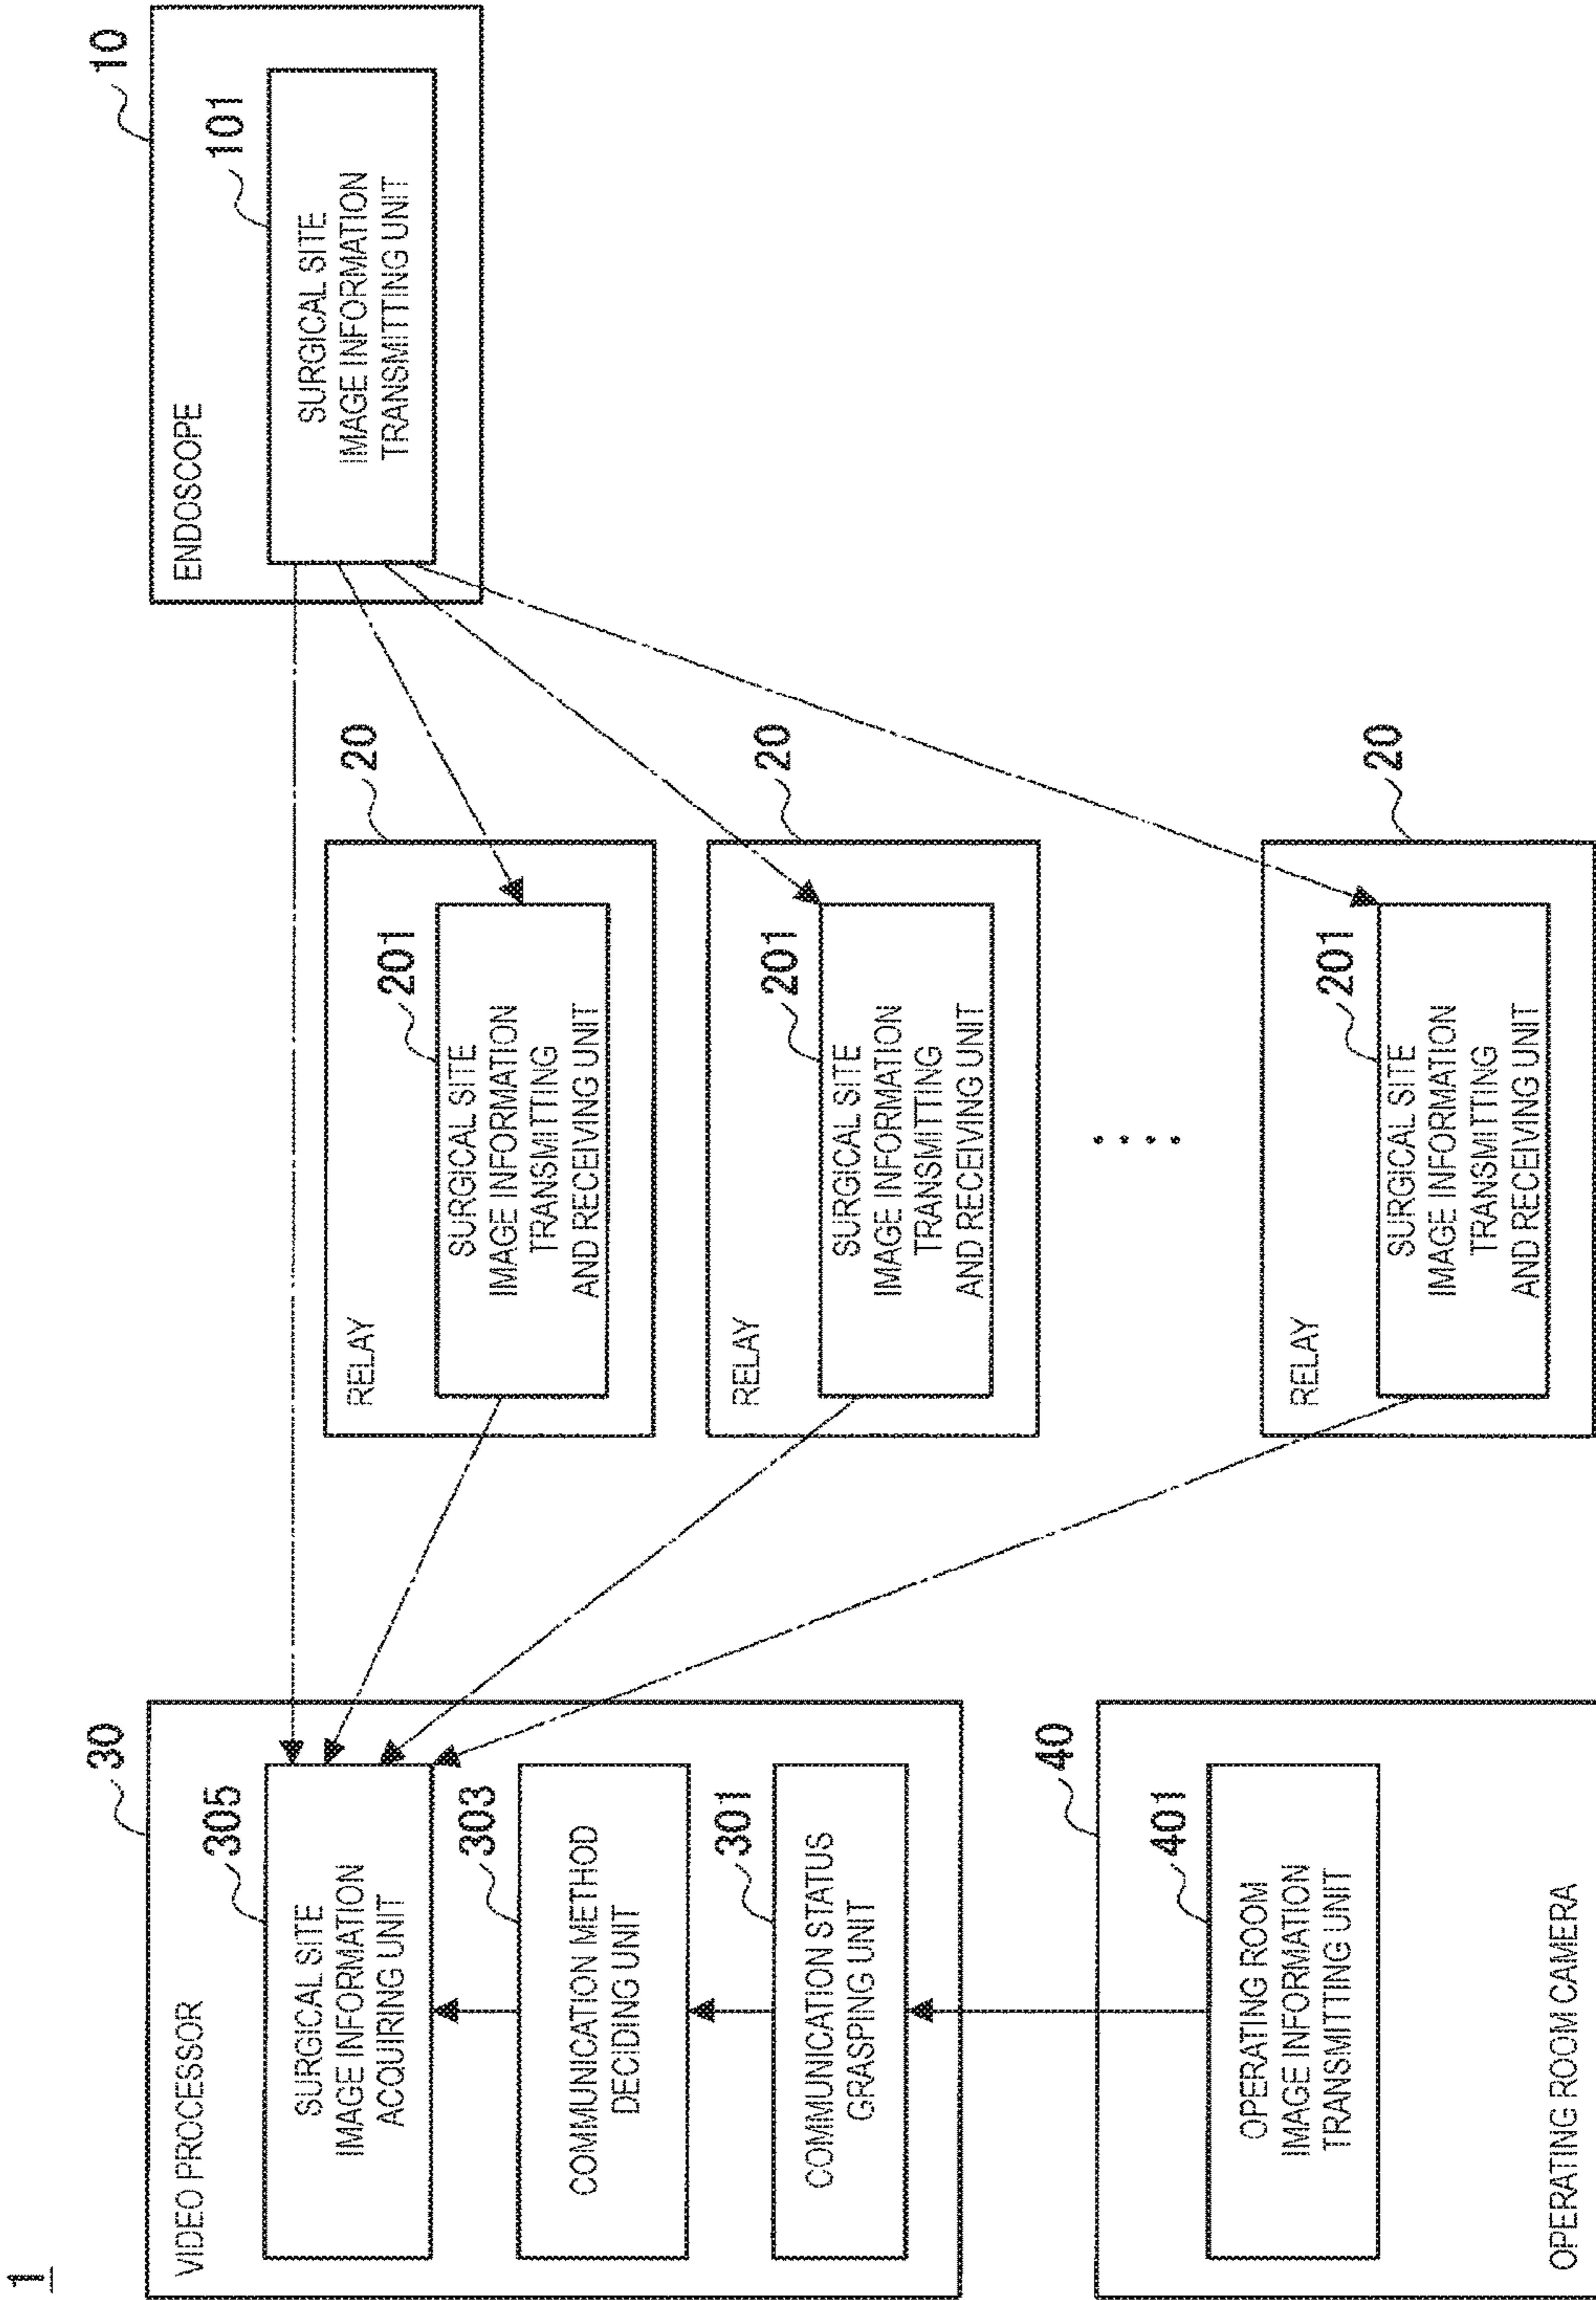 1
30
VIDEO PROCESSOR
305
SURGICAL SITE
IMAGE INFORMATION
ACQUIRING UNIT
303
COMMUNICATION METHOD
DECIDING UNIT
301
COMMUNICATION STATUS
GRASPING UNIT
40
401
OPERATING ROOM
IMAGE INFORMATION
TRANSMITTING UNIT
OPERATING ROOM CAMERA
20
RELAY
201
SURGICAL SITE
IMAGE INFORMATION
TRANSMITTING
AND RECEIVING UNIT
20
RELAY
201
SURGICAL SITE
IMAGE INFORMATION
TRANSMITTING
AND RECEIVING UNIT
20
RELAY
201
SURGICAL SITE
IMAGE INFORMATION
TRANSMITTING
AND RECEIVING UNIT
10
ENDOSCOPE
101
SURGICAL SITE
IMAGE INFORMATION
TRANSMITTING UNIT